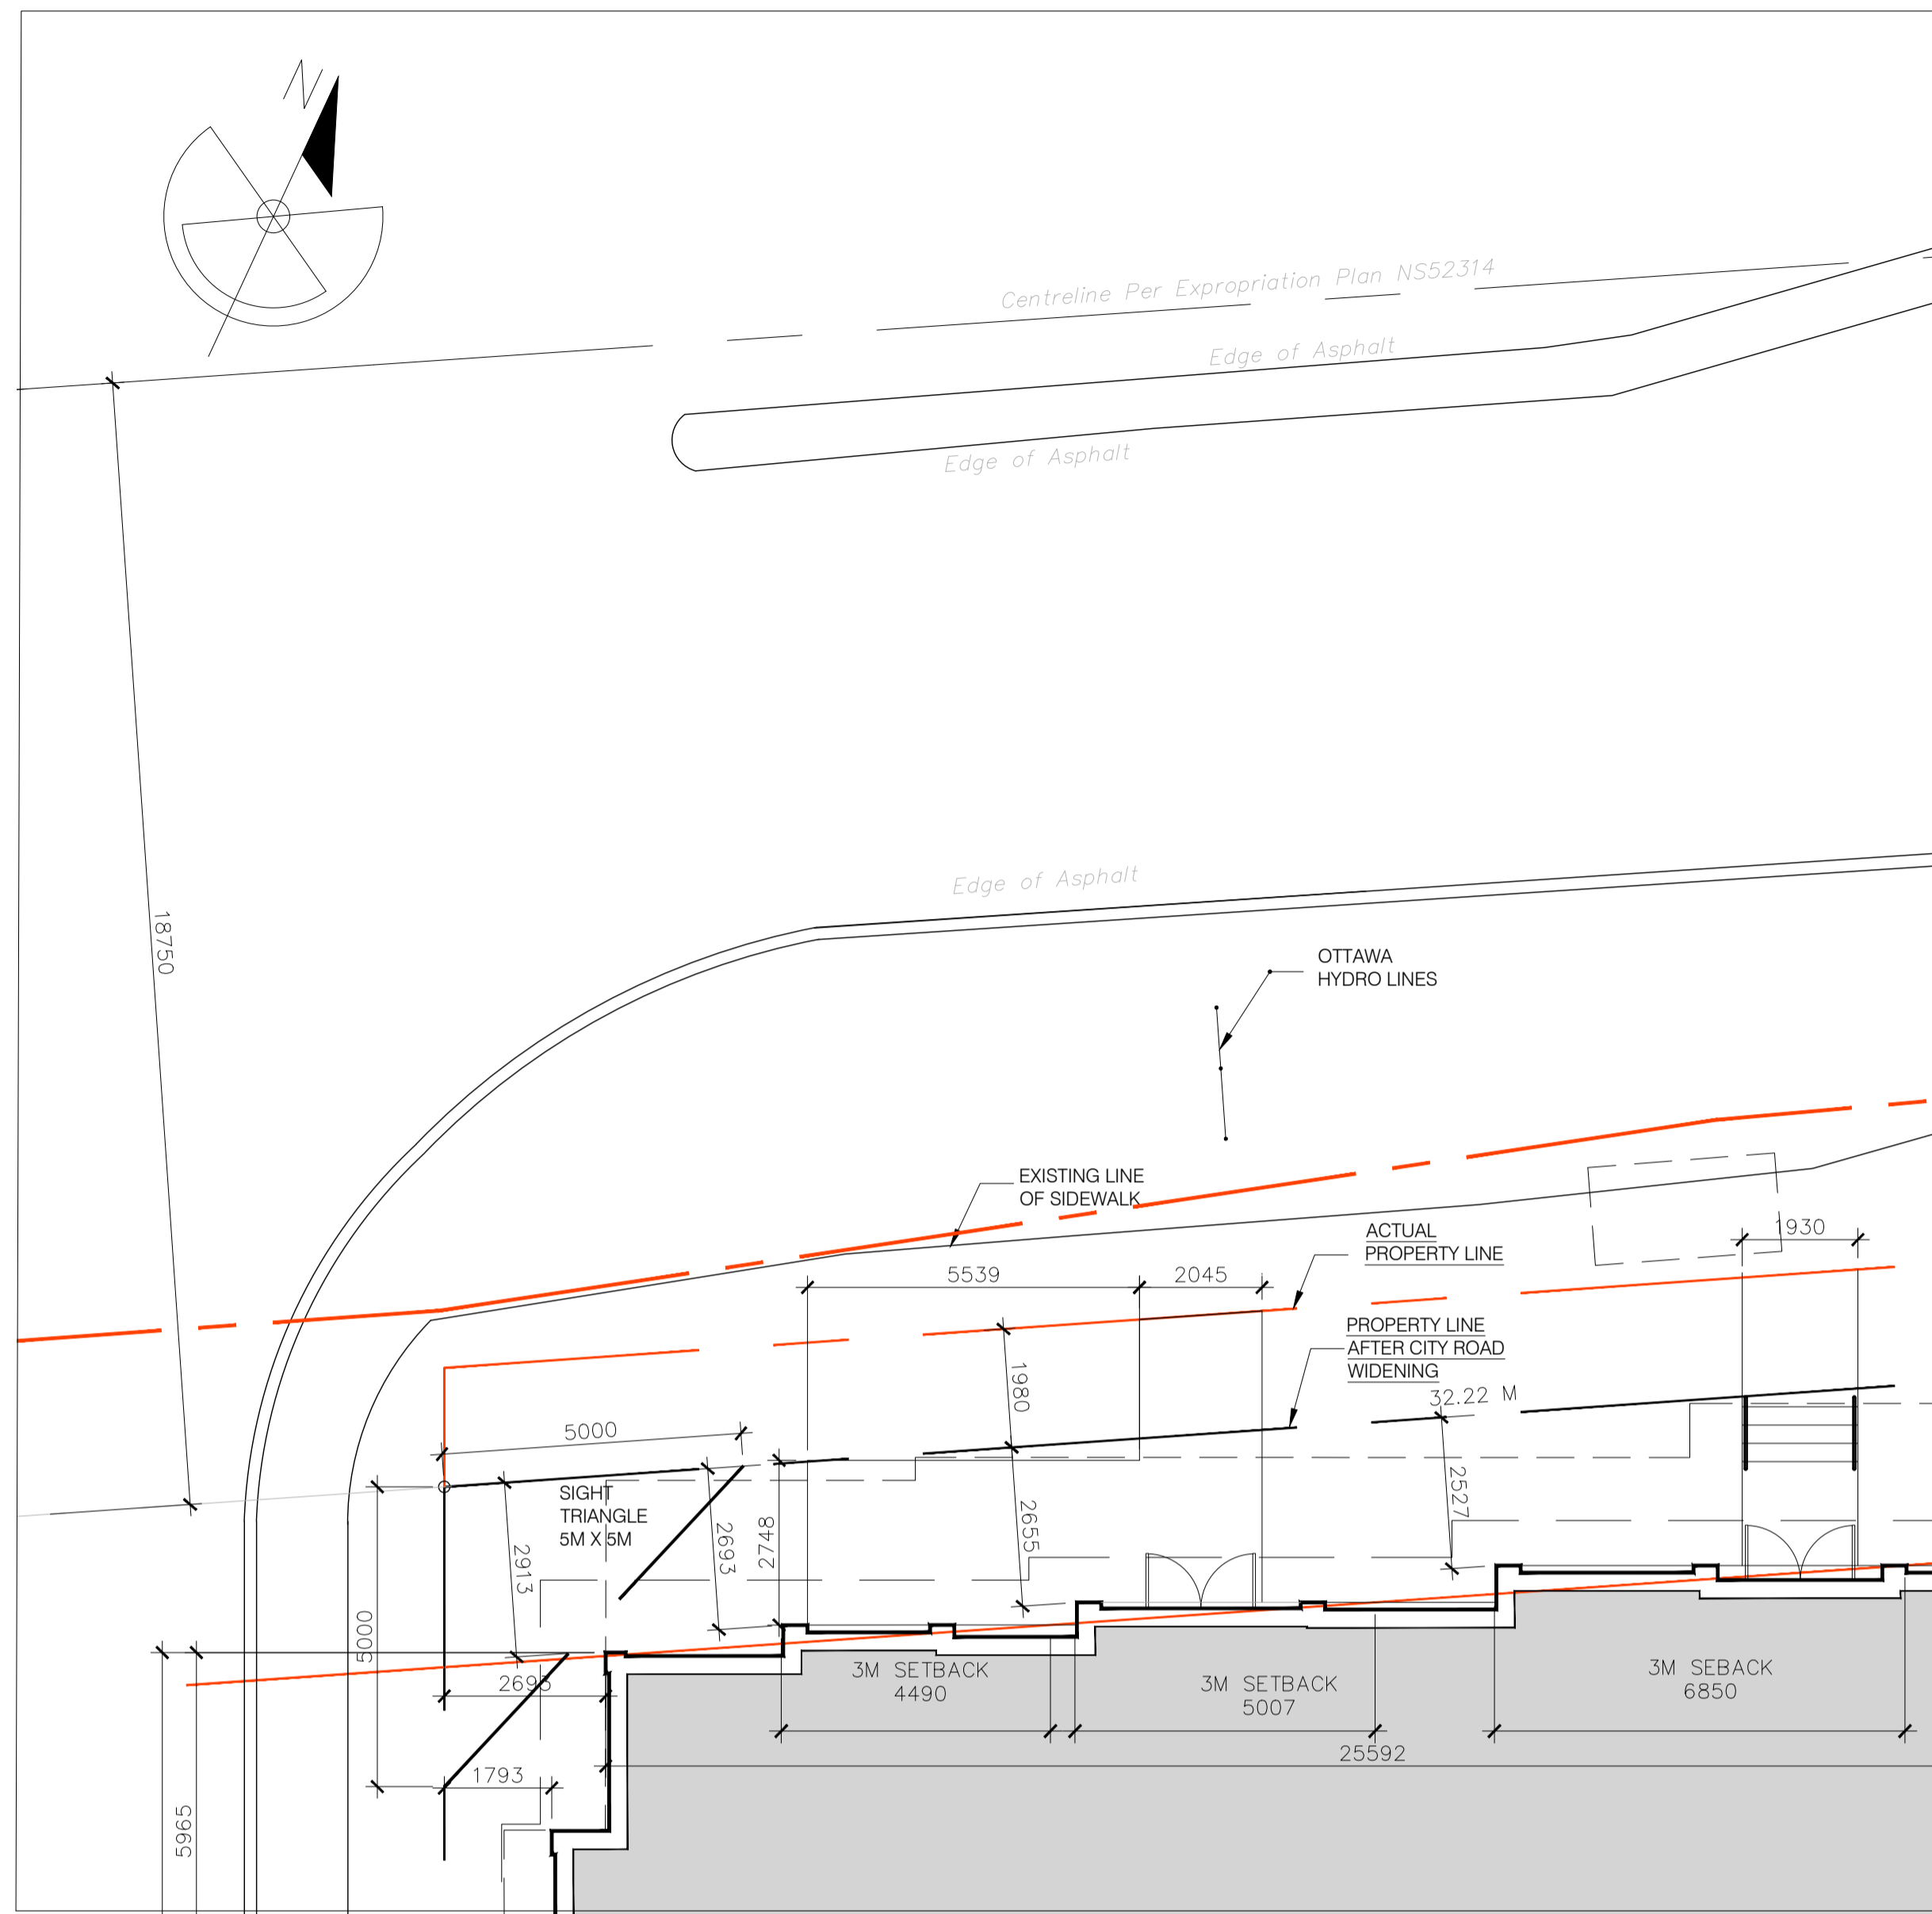 N
Centreline Per Expropriation Plan NS52314
Edge of Asphalt
Edge of Asphalt
18750
Edge of Asphalt
OTTAWA
HYDRO LINES
EXISTING LINE
OF SIDEWALK
ACTUAL
PROPERTY LINE
1930
5539
2045
PROPERTY LINE
AFTER CITY ROAD
WIDENING
1980
32.22 M
5000
SIGHT
TRIANGLE
5M X 5M
2913
2693
2748
2655
2527
5000
2693
3M SETBACK
4490
3M SETBACK
5007
3M SEBACK
6850
25592
1793
5965